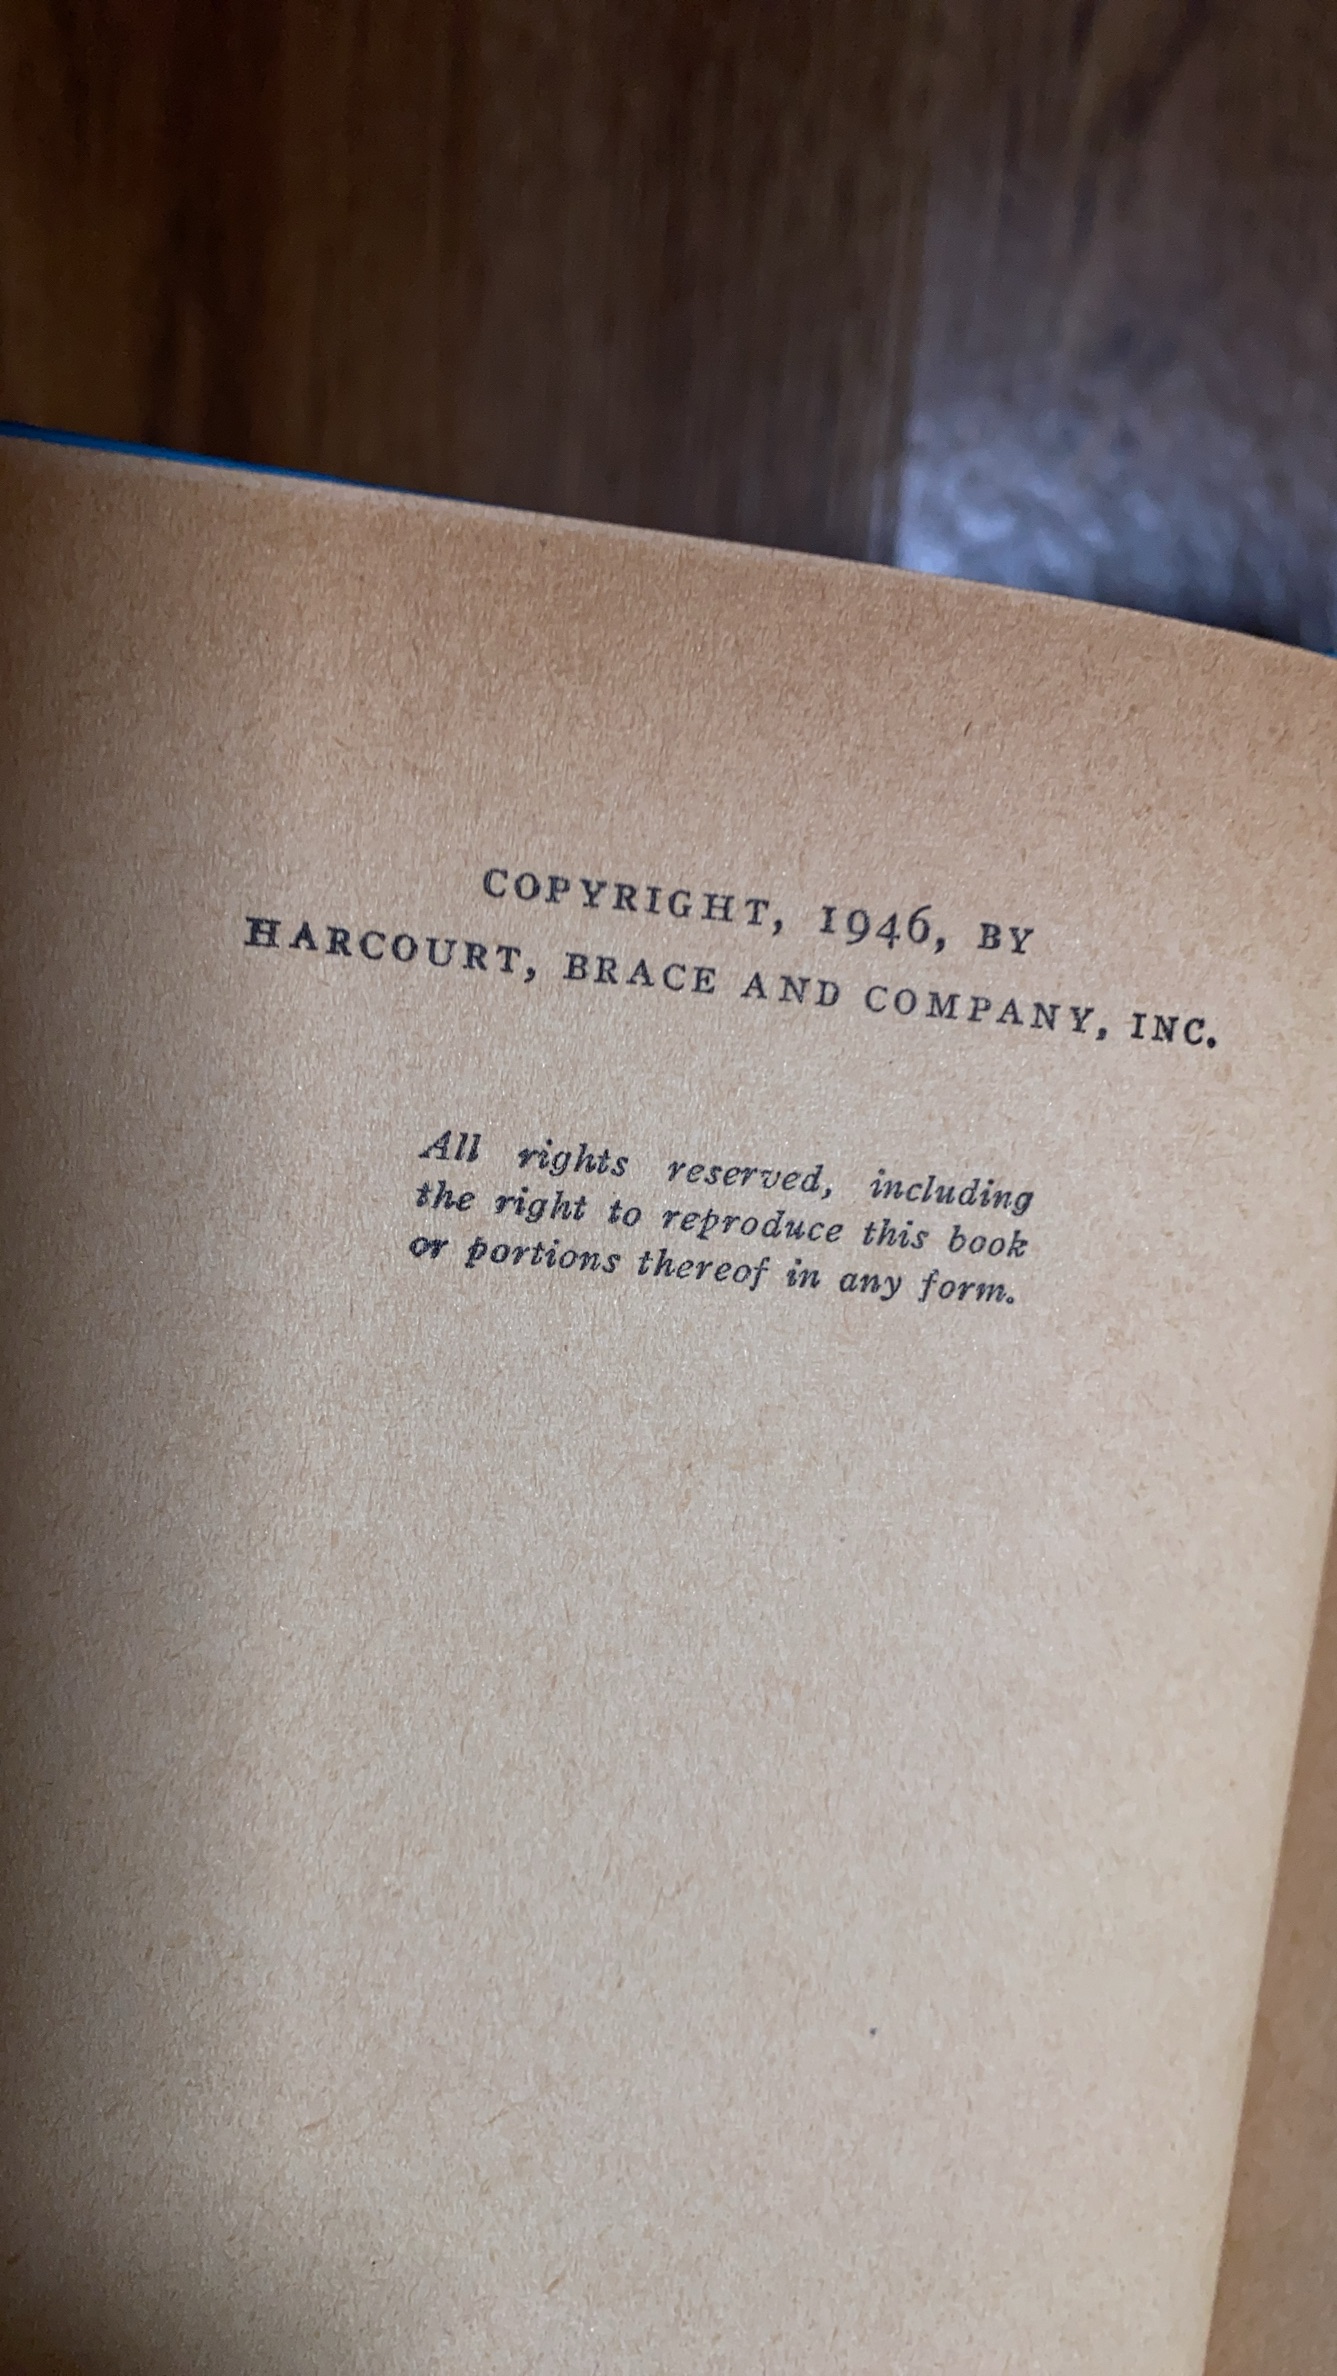 COPYRIGHT, 1946, BY
HARCOURT, BRACE AND COMPANY, INC.
All rights reserved, including
the right to reproduce this book
or portions thereof in any form.